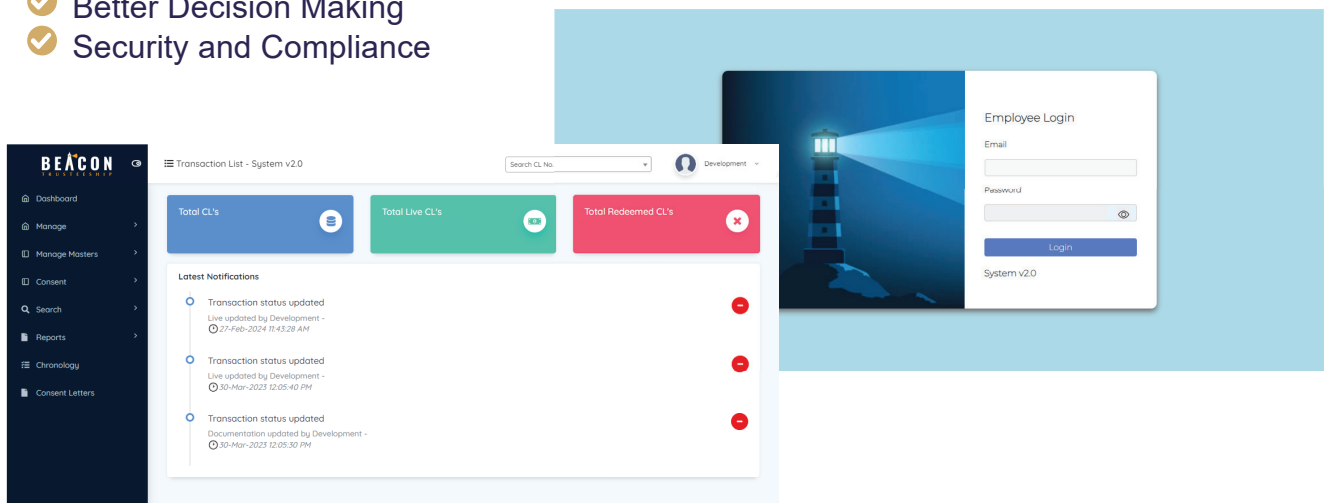 Better Decision Making
Security and Compliance
Employee Login
Email
Password
Login
System v2.0
BEACON
TRUSTEESHIP
Transaction List - System v2.0
Search CL No.
Development
Dashboard
Manage
Manage Masters
Consent
Search
Reports
Chronology
Consent Letters
Total CL's
Total Live CL's
Total Redeemed CL's
Latest Notifications
Transaction status updated
Live updated by Development -
27-Feb-2024 11:43:28 AM
Transaction status updated
Live updated by Development -
30-Mar-2023 12:05:40 PM
Transaction status updated
Documentation updated by Development -
30-Mar-2023 12:05:30 PM